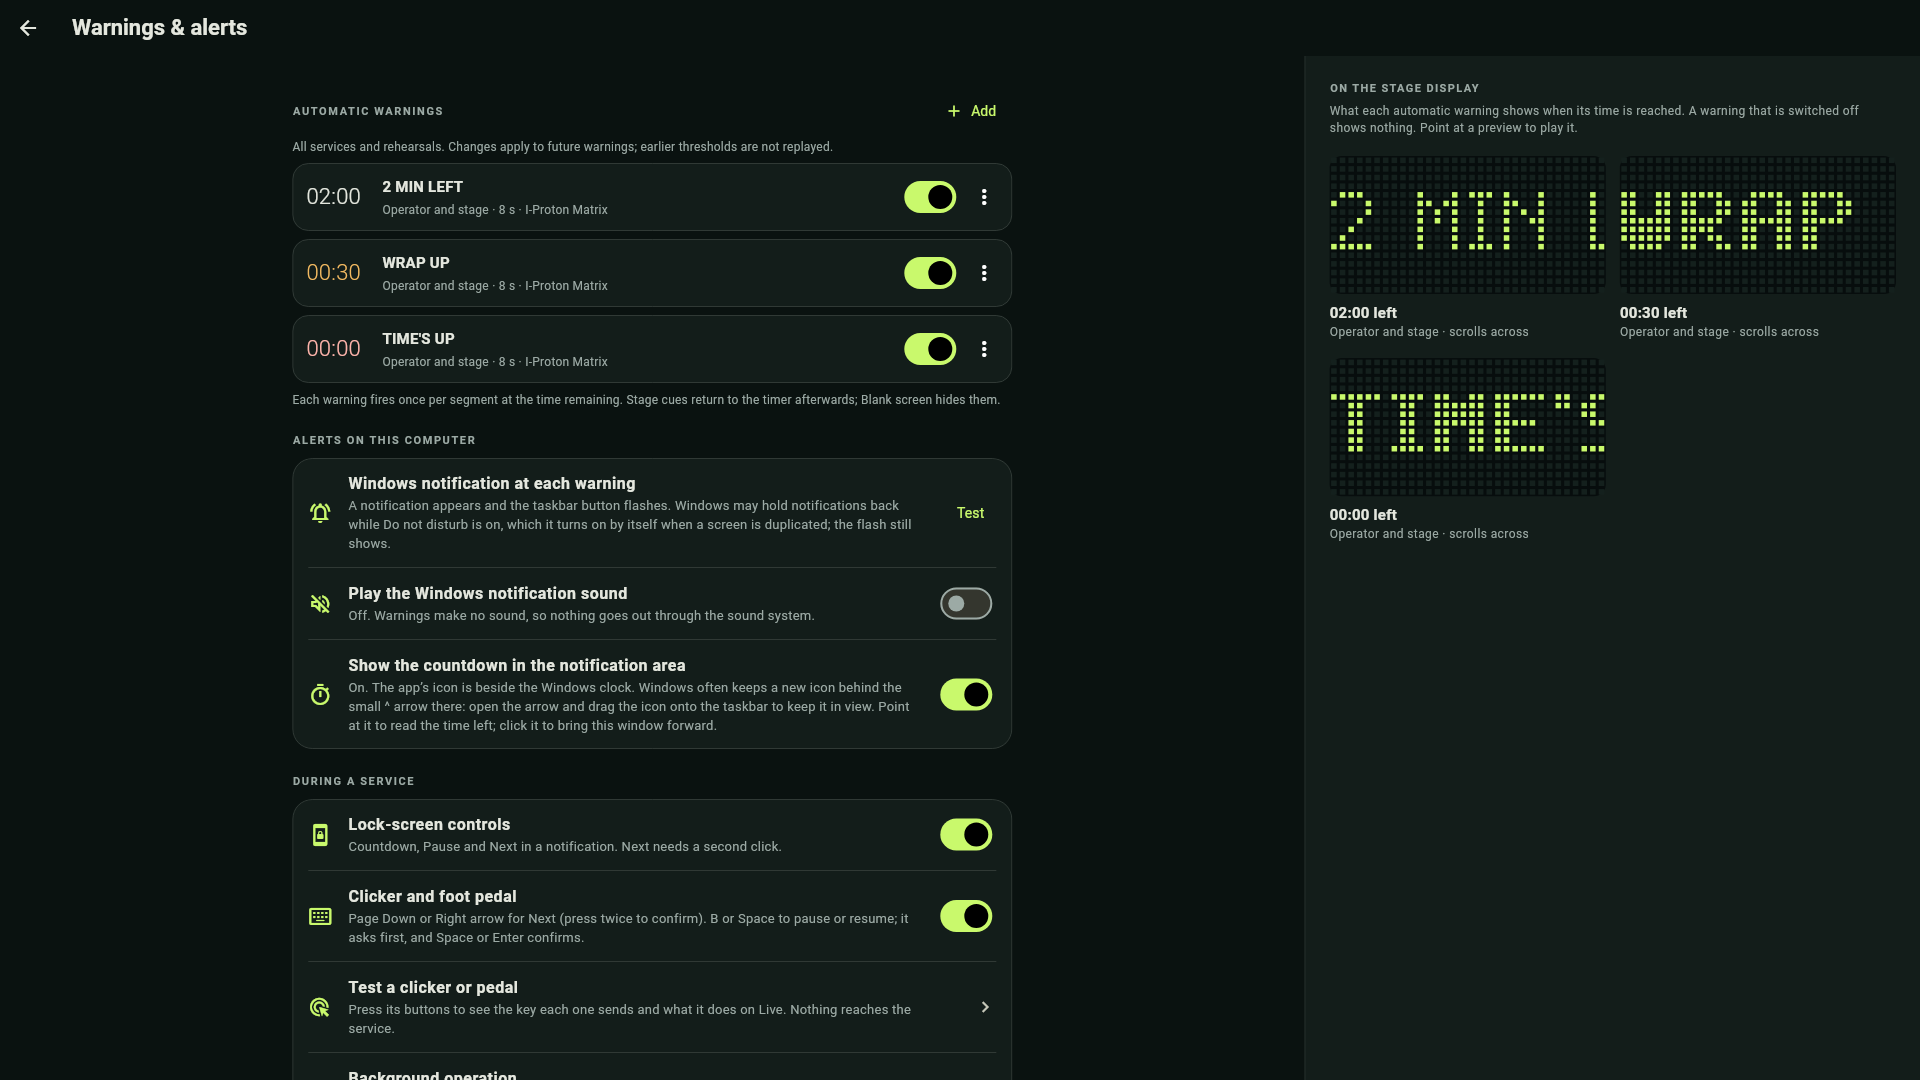 Warnings & alerts
AUTOMATIC WARNINGS
Add
All services and rehearsals. Changes apply to future warnings; earlier thresholds are not replayed.
02:00
2 MIN LEFT
Operator and stage · 8 s · I-Proton Matrix
00:30
WRAP UP
Operator and stage · 8 s · I-Proton Matrix
00:00
TIME'S UP
Operator and stage · 8 s · I-Proton Matrix
Each warning fires once per segment at the time remaining. Stage cues return to the timer afterwards; Blank screen hides them.
ALERTS ON THIS COMPUTER
Windows notification at each warning
A notification appears and the taskbar button flashes. Windows may hold notifications back
while Do not disturb is on, which it turns on by itself when a screen is duplicated; the flash still
shows.
Test
Play the Windows notification sound
Off. Warnings make no sound, so nothing goes out through the sound system.
Show the countdown in the notification area
On. The app’s icon is beside the Windows clock. Windows often keeps a new icon behind the
small ^ arrow there: open the arrow and drag the icon onto the taskbar to keep it in view. Point
at it to read the time left; click it to bring this window forward.
DURING A SERVICE
Lock-screen controls
Countdown, Pause and Next in a notification. Next needs a second click.
Clicker and foot pedal
Page Down or Right arrow for Next (press twice to confirm). B or Space to pause or resume; it
asks first, and Space or Enter confirms.
Test a clicker or pedal
Press its buttons to see the key each one sends and what it does on Live. Nothing reaches the
service.
Background operation
ON THE STAGE DISPLAY
What each automatic warning shows when its time is reached. A warning that is switched off
shows nothing. Point at a preview to play it.
2 MIN L
02:00 left
Operator and stage · scrolls across
WRAP
00:30 left
Operator and stage · scrolls across
TIME'S
00:00 left
Operator and stage · scrolls across